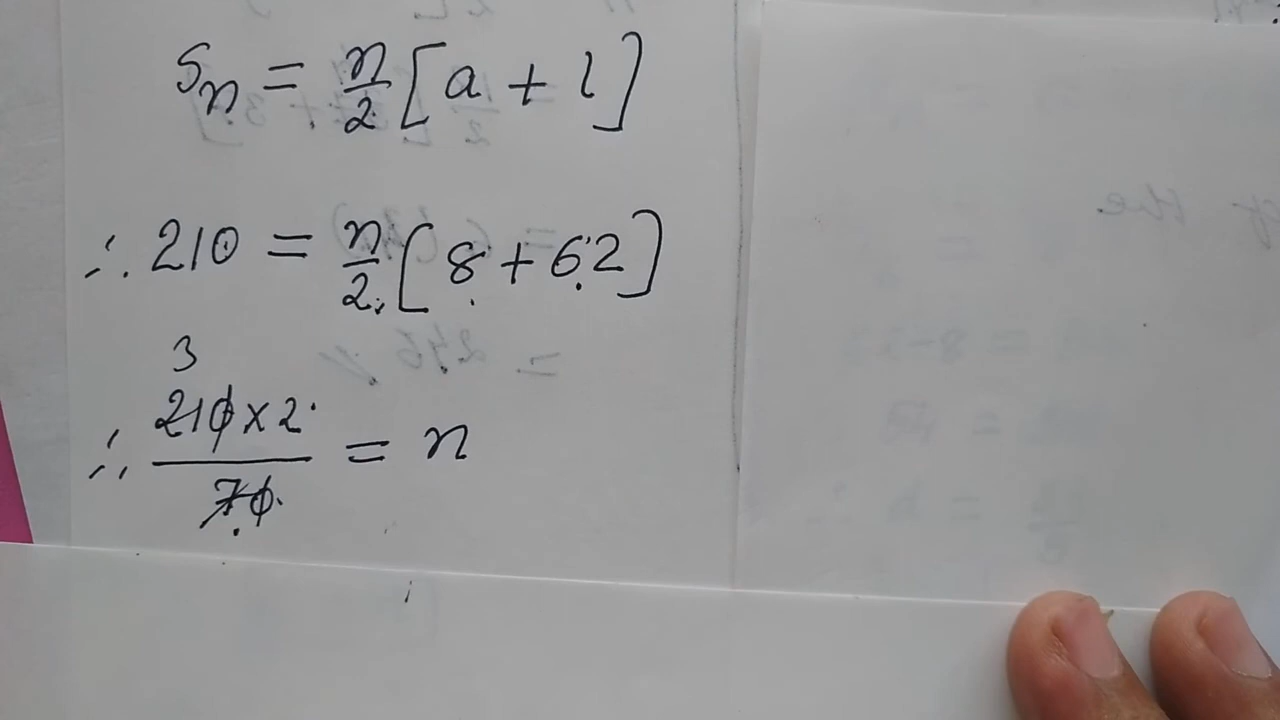 Sn = n/2 [a + l]
∴ 210 = n/2 [8 + 62]
3
∴ 210 × 2 / 70 = n